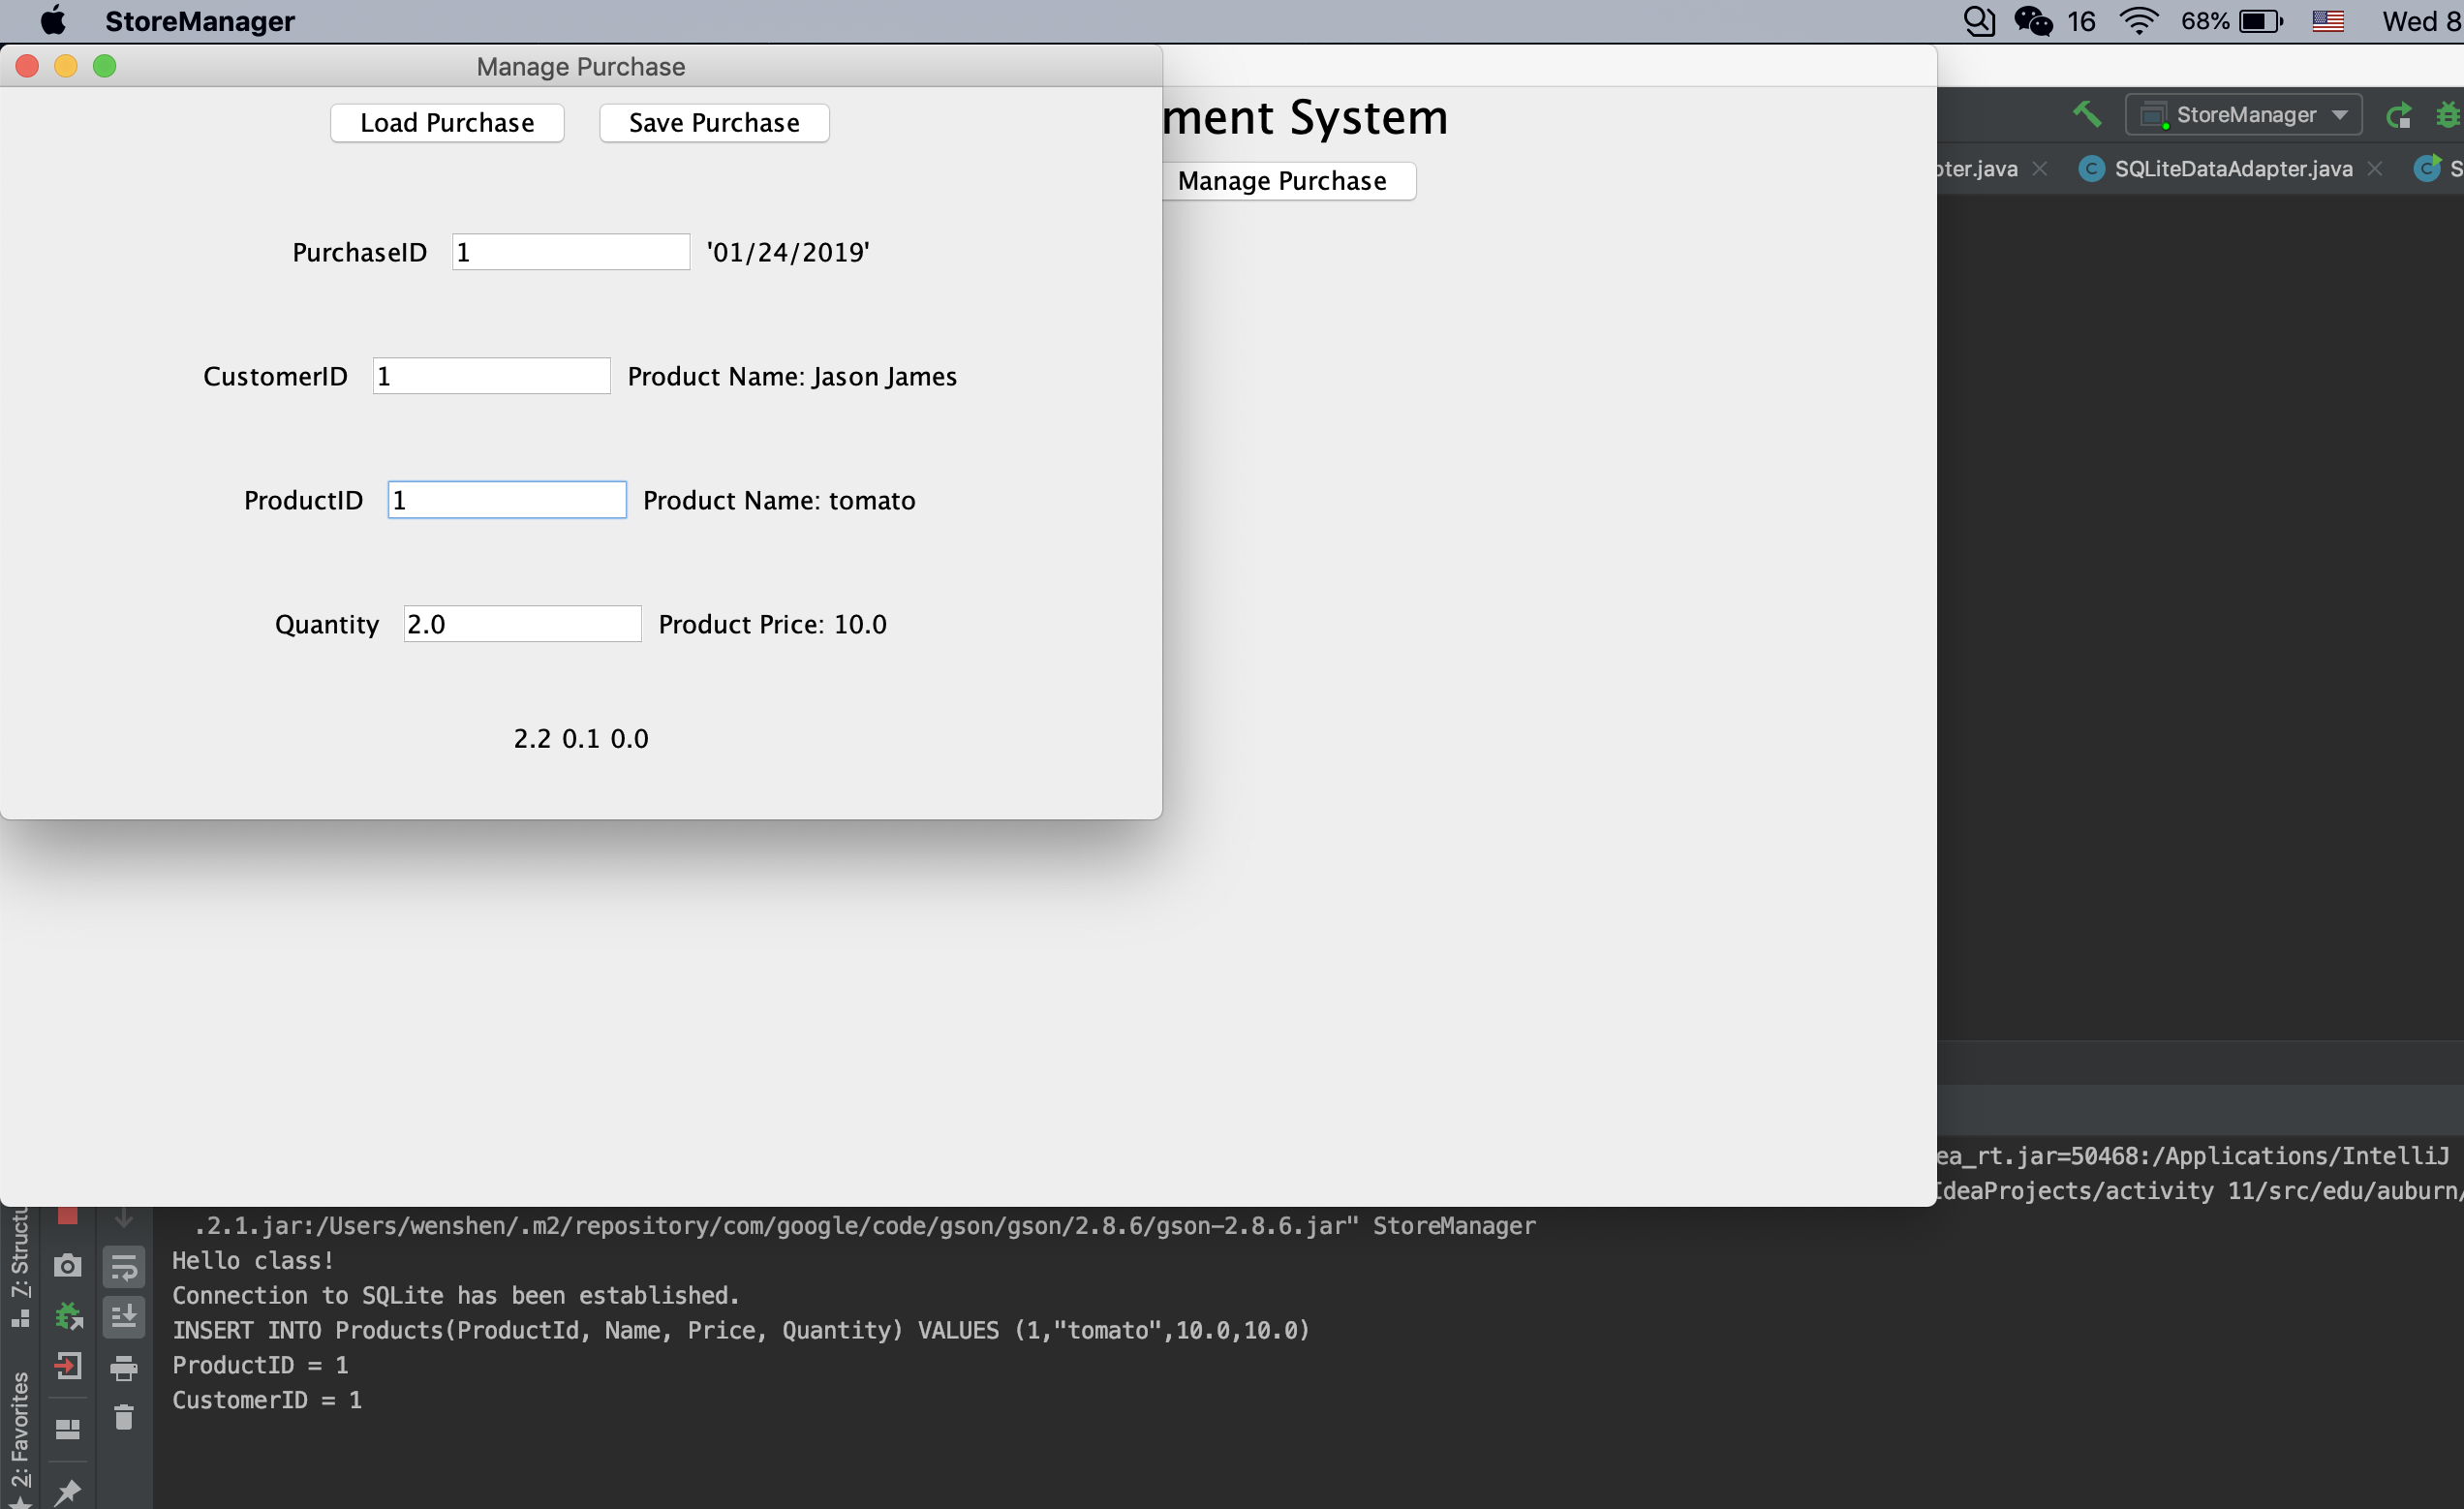 StoreManager 16 68% Wed 8
Manage Purchase
Load Purchase Save Purchase
ment System
StoreManager
Manage Purchase
pter.java SQLiteDataAdapter.java S
PurchaseID 1 '01/24/2019'
CustomerID 1 Product Name: Jason James
ProductID 1 Product Name: tomato
Quantity 2.0 Product Price: 10.0
2.2 0.1 0.0
ea_rt.jar=50468:/Applications/IntelliJ
IdeaProjects/activity 11/src/edu/auburn/
.2.1.jar:/Users/wenshen/.m2/repository/com/google/code/gson/gson/2.8.6/gson-2.8.6.jar" StoreManager
Hello class!
Connection to SQLite has been established.
INSERT INTO Products(ProductId, Name, Price, Quantity) VALUES (1,"tomato",10.0,10.0)
ProductID = 1
CustomerID = 1
7: Structu
2: Favorites